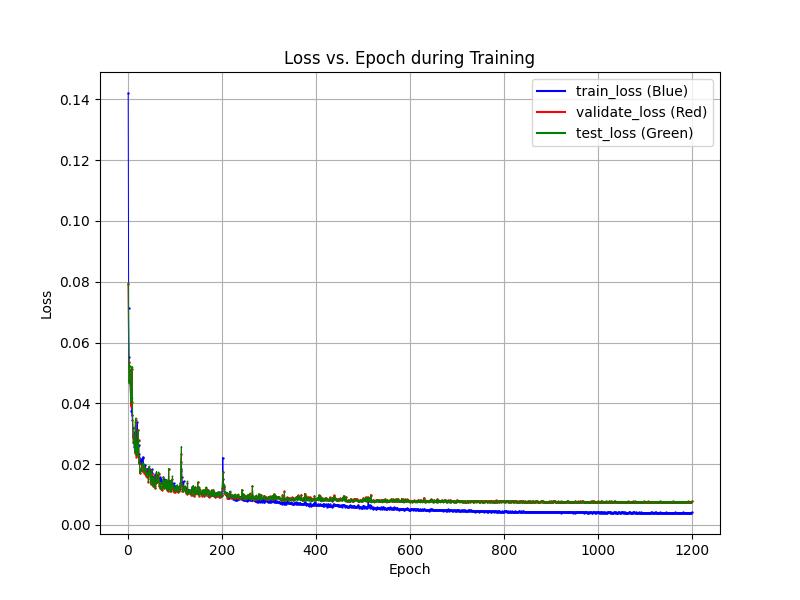 Loss vs. Epoch during Training
train_loss (Blue)
validate_loss (Red)
test_loss (Green)
Loss
0.14
0.12
0.10
0.08
0.06
0.04
0.02
0.00
0 200 400 600 800 1000 1200
Epoch